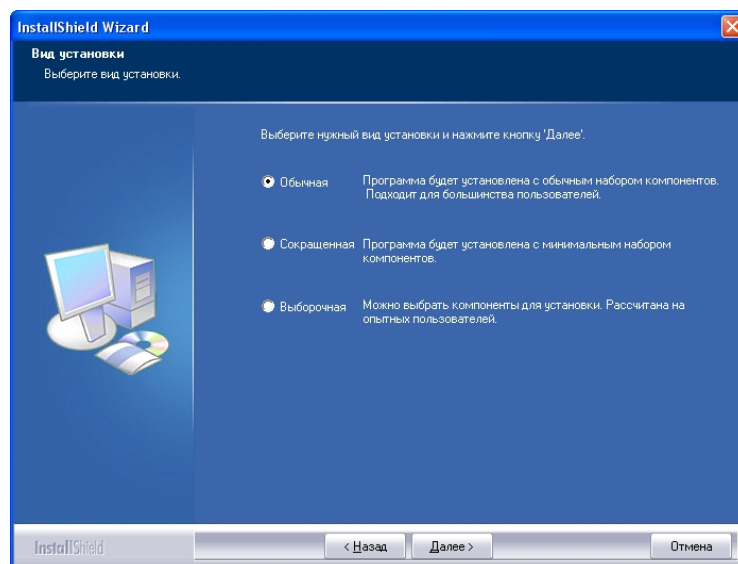 InstallShield Wizard
Вид установки
Выберите вид установки.
Выберите нужный вид установки и нажмите кнопку 'Далее'.
Обычная
Программа будет установлена с обычным набором компонентов.
Подходит для большинства пользователей.
Сокращенная
Программа будет установлена с минимальным набором
компонентов.
Выборочная
Можно выбрать компоненты для установки. Рассчитана на
опытных пользователей.
InstallShield
< Назад
Далее >
Отмена